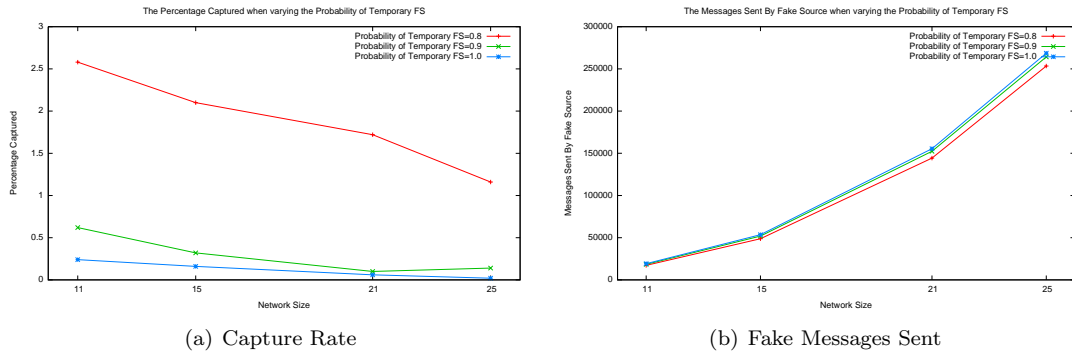 The Percentage Captured when varying the Probability of Temporary FS
3
2.5
2
1.5
1
0.5
0
Percentage Captured
Probability of Temporary FS=0.8
Probability of Temporary FS=0.9
Probability of Temporary FS=1.0
11 15 21 25
Network Size
(a) Capture Rate
The Messages Sent By Fake Source when varying the Probability of Temporary FS
300000
250000
200000
150000
100000
50000
0
Messages Sent By Fake Source
Probability of Temporary FS=0.8
Probability of Temporary FS=0.9
Probability of Temporary FS=1.0
11 15 21 25
Network Size
(b) Fake Messages Sent